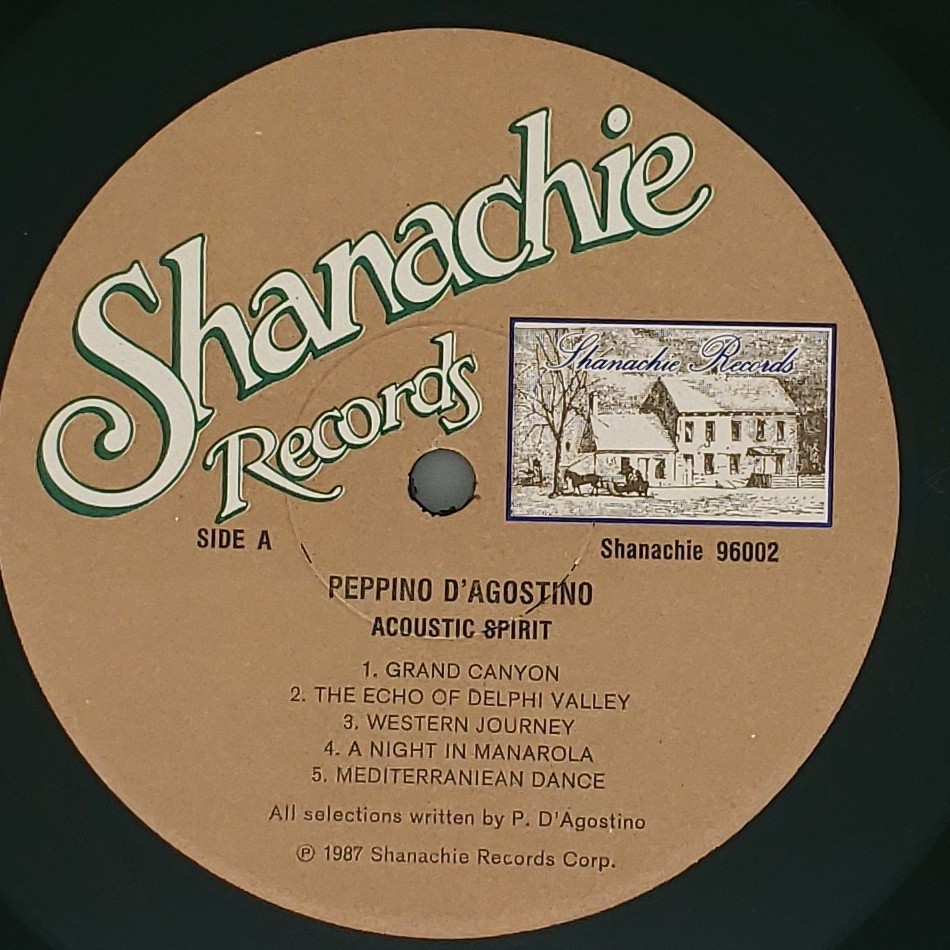 Shanachie
Records
Shanachie Records
SIDE A
Shanachie 96002
PEPPINO D'AGOSTINO
ACOUSTIC SPIRIT
1. GRAND CANYON
2. THE ECHO OF DELPHI VALLEY
3. WESTERN JOURNEY
4. A NIGHT IN MANAROLA
5. MEDITERRANIEAN DANCE
All selections written by P. D'Agostino
℗ 1987 Shanachie Records Corp.